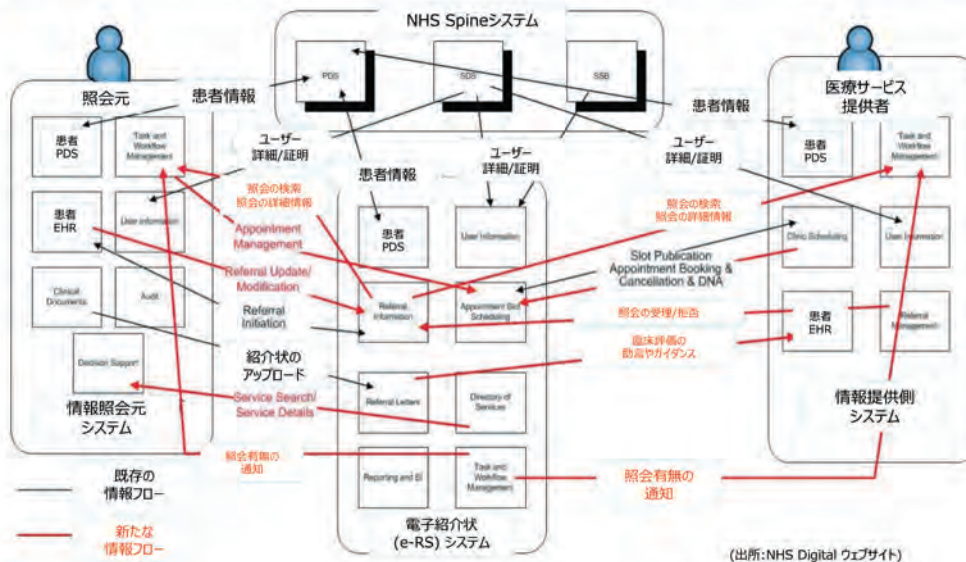 NHS Spineシステム
PDS
SDS
SSB
照会元
患者情報
患者情報
医療サービス
提供者
患者
PDS
Task and
Workflow
Management
ユーザー
詳細/証明
ユーザー
詳細/証明
ユーザー
詳細/証明
患者
PDS
Task and
Workflow
Management
患者情報
照会の検索
照会の詳細情報
照会の検索
照会の詳細情報
患者
EHR
User Information
Appointment
Management
患者
PDS
User Information
Slot Publication
Appointment Booking &
Cancellation & DNA
Clinic Scheduling
User Information
Referral Update/
Modification
Clinical
Documents
Audit
Referral
Initiation
Referral
Information
Appointment Slot
Scheduling
照会の受理/拒否
患者
EHR
Referral Management
臨床評価の
助言やガイダンス
Decision Support
紹介状の
アップロード
Referral Letters
Directory of
Services
情報照会元
システム
Service Search/
Service Details
情報提供側
システム
照会有無の
通知
Reporting and BI
Task and
Workflow
Management
照会有無の
通知
既存の
情報フロー
新たな
情報フロー
電子紹介状
(e-RS) システム
(出所:NHS Digital ウェブサイト)